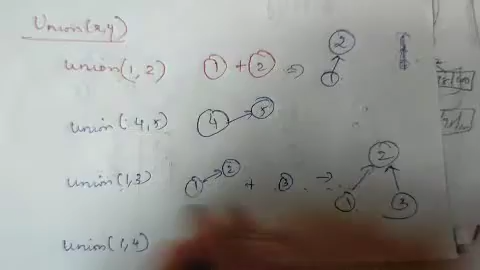 Union(x,y)
Union(1,2) 1 + 2 ⇒ 2
Union(4,5) 4 5
Union(1,3) 1 2 + 3 → 2
1 3
Union(1,4)